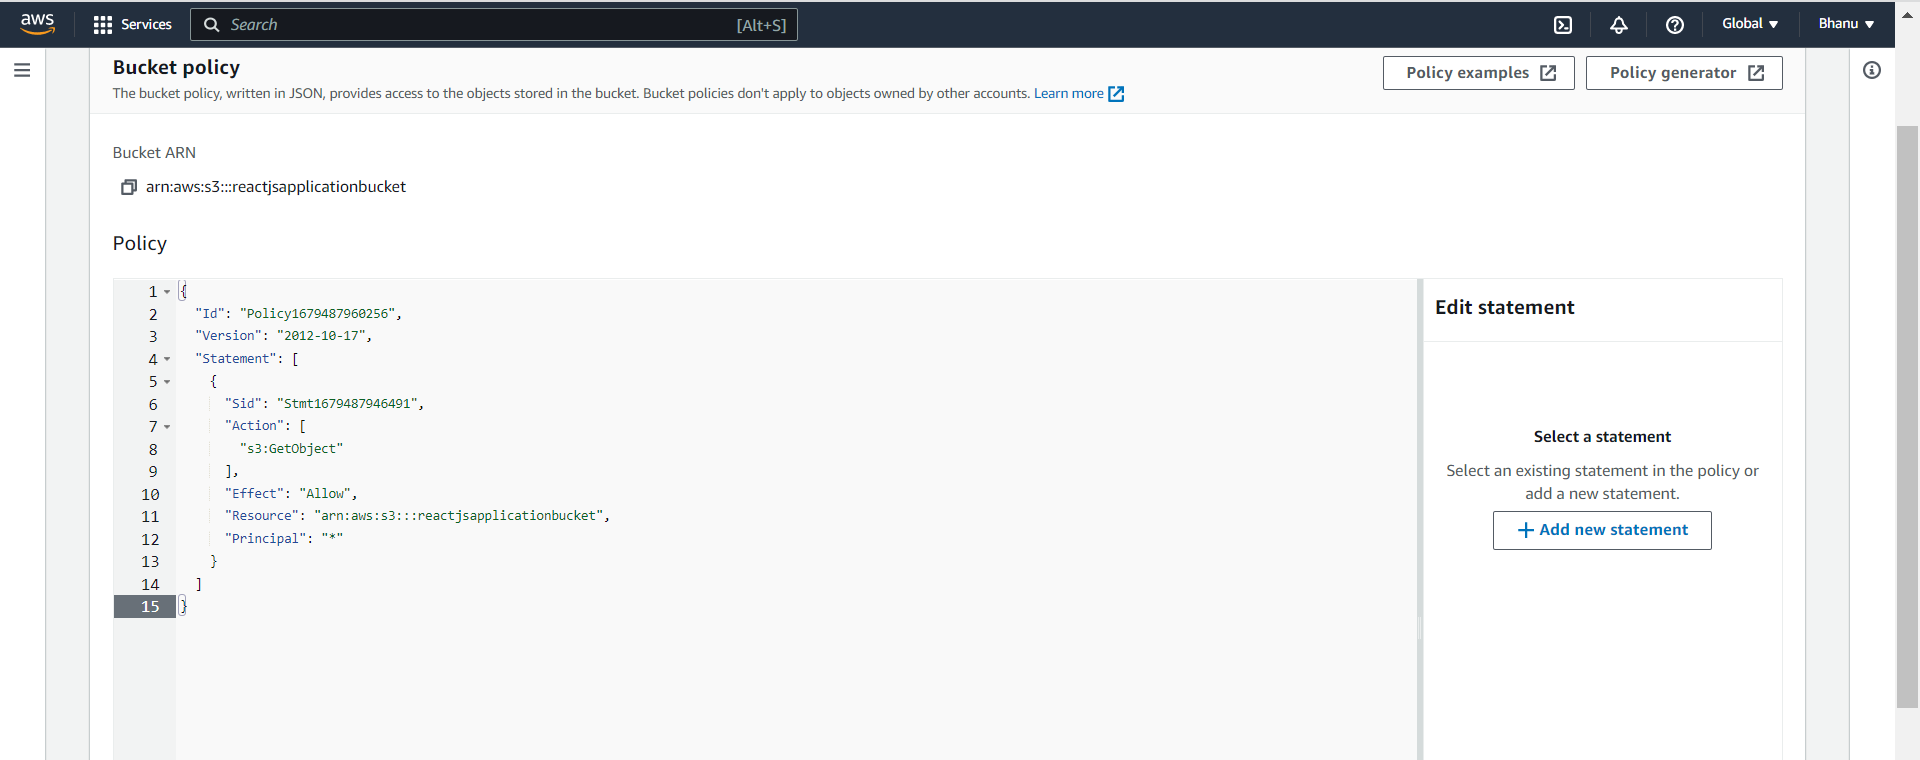 aws Services Search [Alt+S] Global Bhanu
Bucket policy
Policy examples Policy generator
The bucket policy, written in JSON, provides access to the objects stored in the bucket. Bucket policies don't apply to objects owned by other accounts. Learn more
Bucket ARN
arn:aws:s3:::reactjsapplicationbucket
Policy
1 {
2 "Id": "Policy1679487960256",
3 "Version": "2012-10-17",
4 "Statement": [
5 {
6 "Sid": "Stmt1679487946491",
7 "Action": [
8 "s3:GetObject"
9 ],
10 "Effect": "Allow",
11 "Resource": "arn:aws:s3:::reactjsapplicationbucket",
12 "Principal": "*"
13 }
14 ]
15 }
Edit statement
Select a statement
Select an existing statement in the policy or
add a new statement.
+ Add new statement